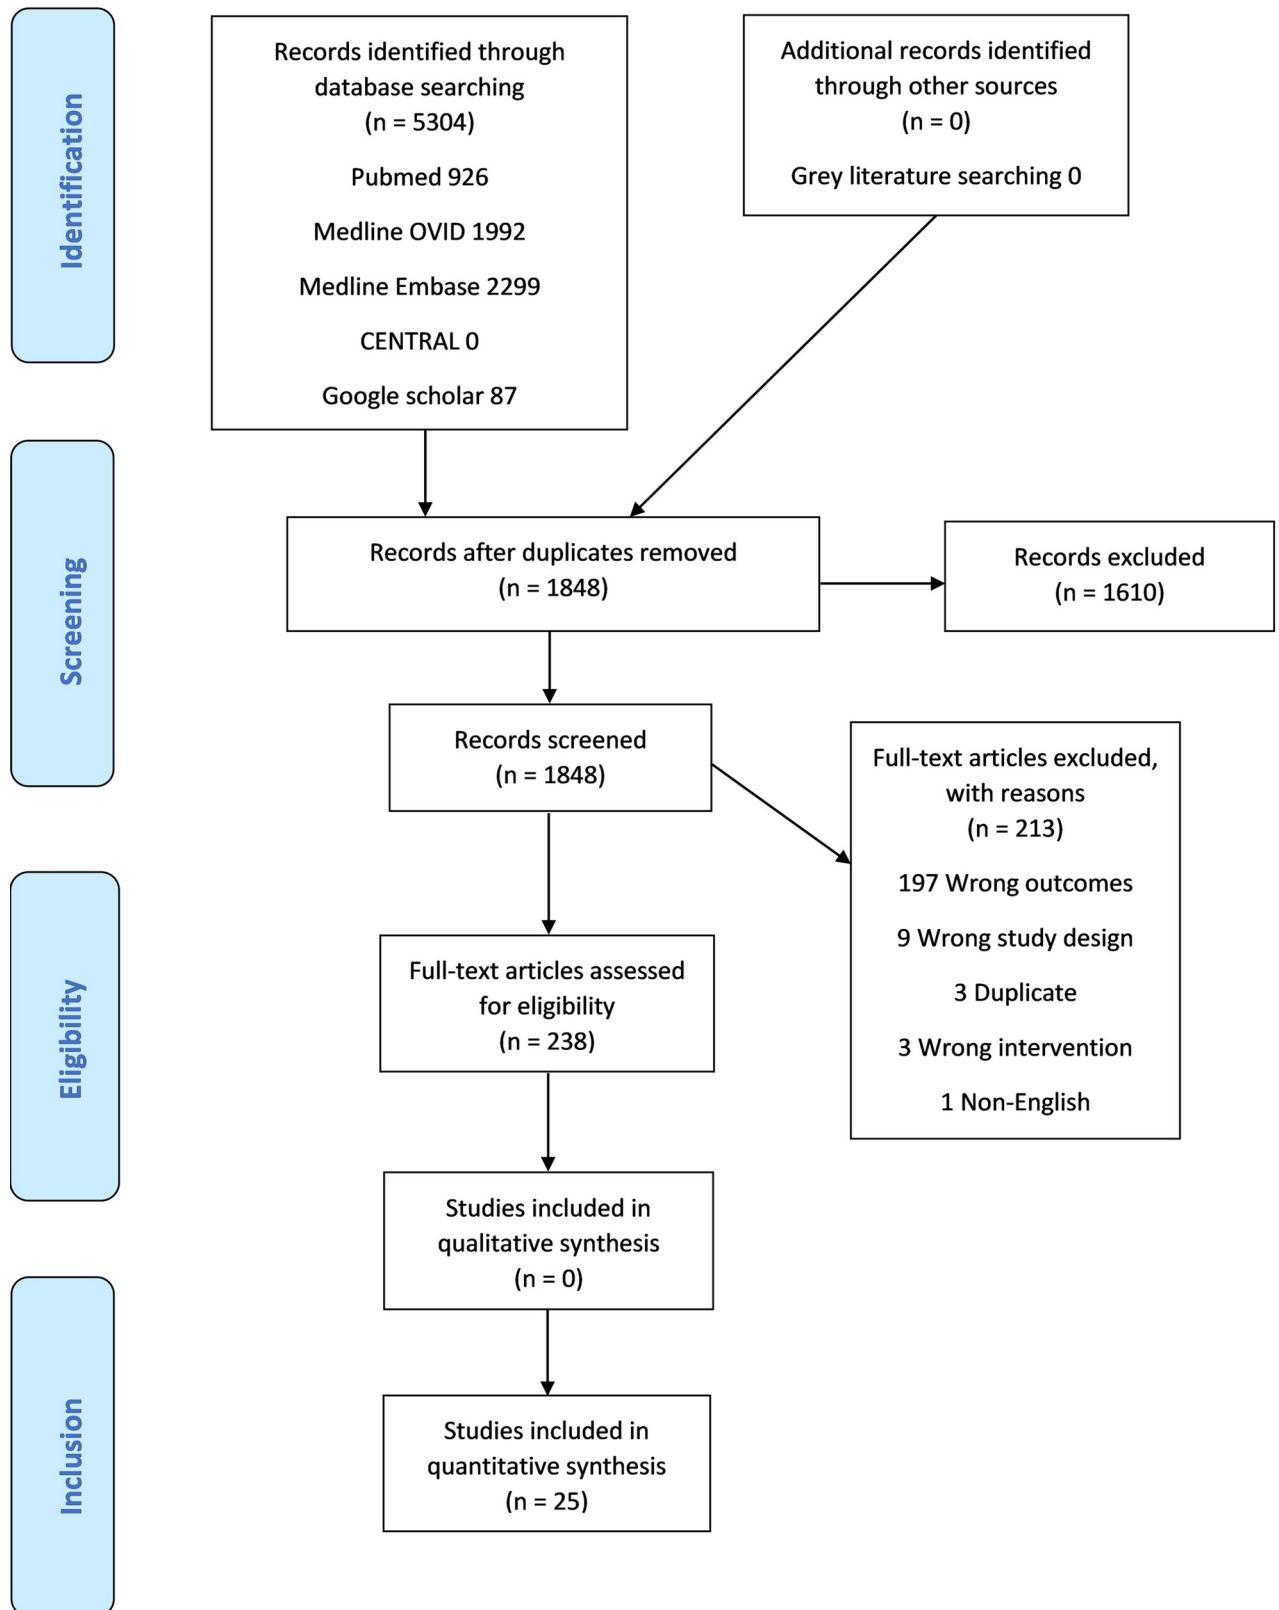 Identification
Records identified through
database searching
(n = 5304)
Pubmed 926
Medline OVID 1992
Medline Embase 2299
CENTRAL 0
Google scholar 87
Additional records identified
through other sources
(n = 0)
Grey literature searching 0
Screening
Records after duplicates removed
(n = 1848)
Records excluded
(n = 1610)
Records screened
(n = 1848)
Full-text articles excluded,
with reasons
(n = 213)
197 Wrong outcomes
9 Wrong study design
3 Duplicate
3 Wrong intervention
1 Non-English
Eligibility
Full-text articles assessed
for eligibility
(n = 238)
Studies included in
qualitative synthesis
(n = 0)
Inclusion
Studies included in
quantitative synthesis
(n = 25)